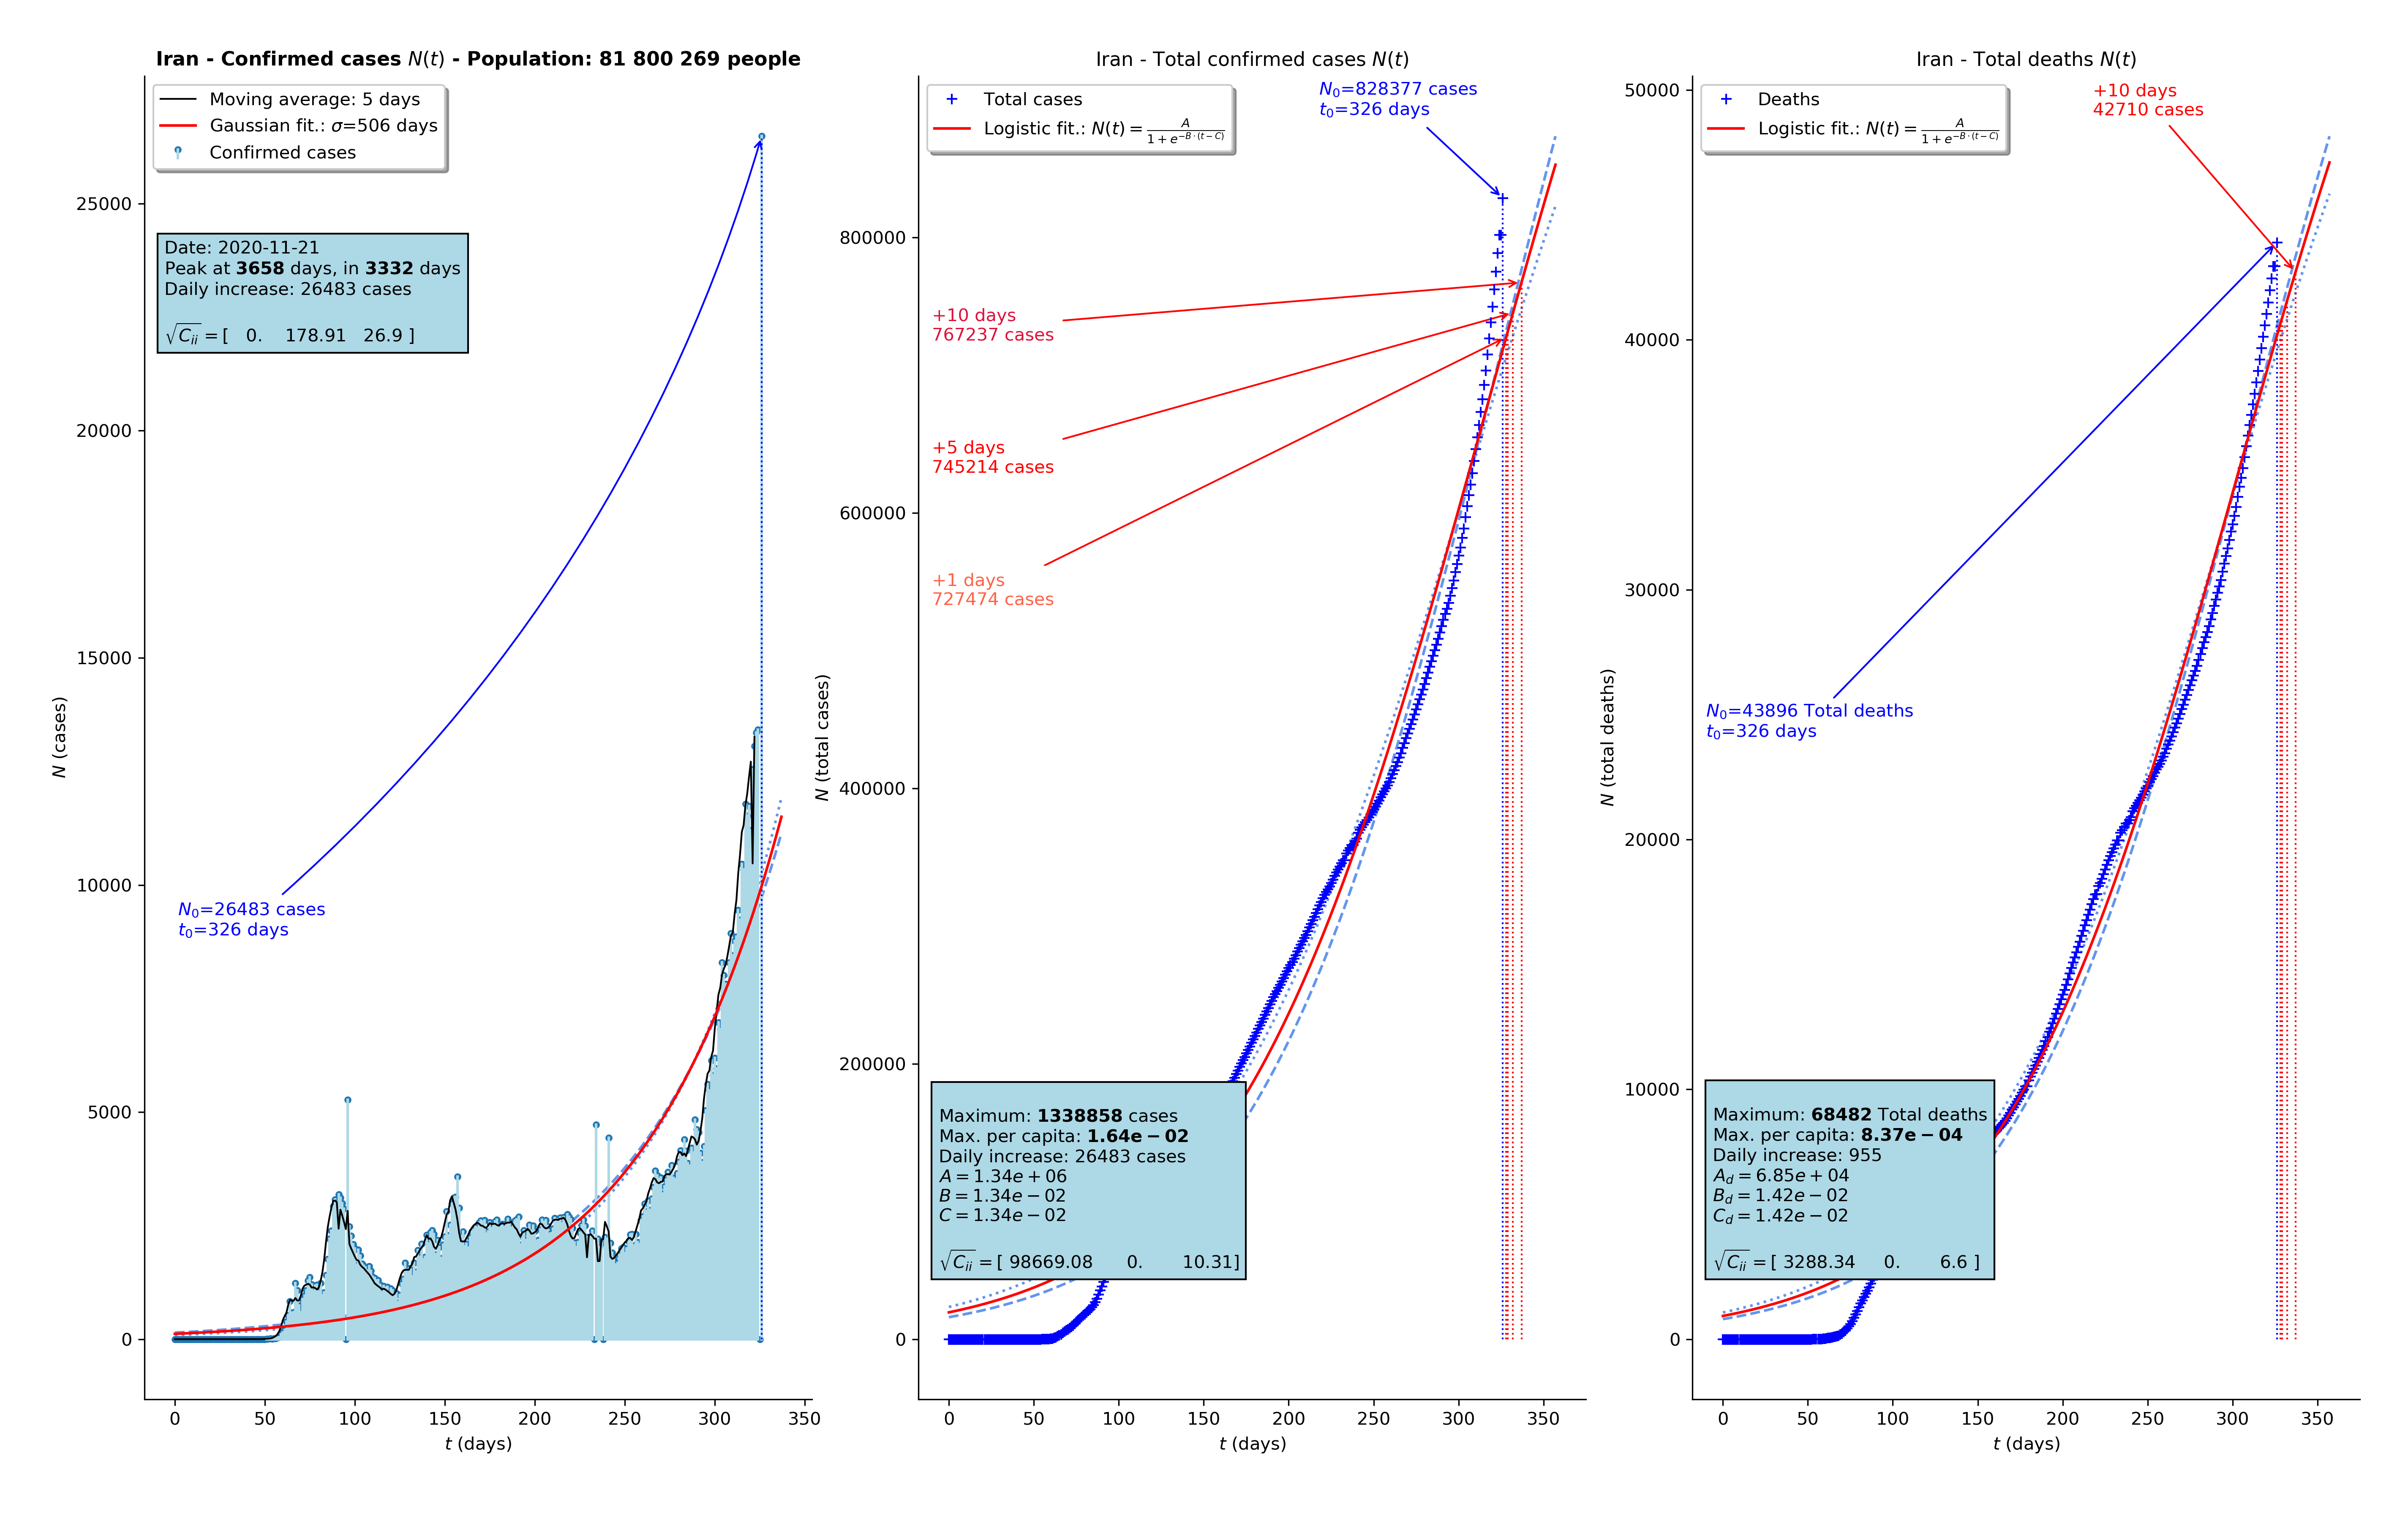 Iran - Confirmed cases N(t) - Population: 81 800 269 people
Moving average: 5 days
Gaussian fit.: σ=506 days
Confirmed cases
Date: 2020-11-21
Peak at 3658 days, in 3332 days
Daily increase: 26483 cases
√C_ii = [ 0. 178.91 26.9 ]
N₀=26483 cases
t₀=326 days
25000
20000
15000
10000
5000
0
N (cases)
0 50 100 150 200 250 300 350
t (days)
Iran - Total confirmed cases N(t)
Total cases
Logistic fit.: N(t) = A / (1 + e^{-B·(t-C)})
N₀=828377 cases
t₀=326 days
+10 days
767237 cases
+5 days
745214 cases
+1 days
727474 cases
Maximum: 1338858 cases
Max. per capita: 1.64e − 02
Daily increase: 26483 cases
A = 1.34e + 06
B = 1.34e − 02
C = 1.34e − 02
√C_ii = [ 98669.08 0. 10.31]
800000
600000
400000
200000
0
N (total cases)
0 50 100 150 200 250 300 350
t (days)
Iran - Total deaths N(t)
Deaths
Logistic fit.: N(t) = A / (1 + e^{-B·(t-C)})
+10 days
42710 cases
N₀=43896 Total deaths
t₀=326 days
Maximum: 68482 Total deaths
Max. per capita: 8.37e − 04
Daily increase: 955
A_d = 6.85e + 04
B_d = 1.42e − 02
C_d = 1.42e − 02
√C_ii = [ 3288.34 0. 6.6 ]
50000
40000
30000
20000
10000
0
N (total deaths)
0 50 100 150 200 250 300 350
t (days)